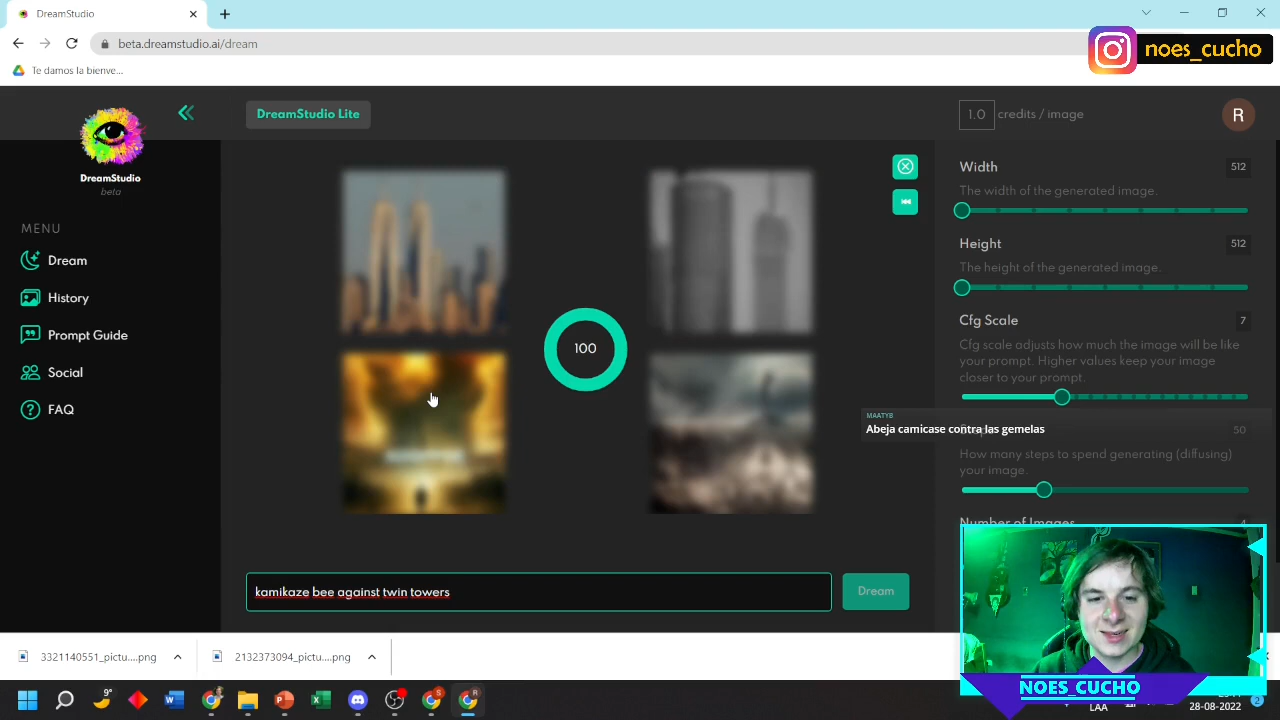 DreamStudio
beta.dreamstudio.ai/dream
Te damos la bienve...
noes_cucho
DreamStudio
beta
DreamStudio Lite
1.0 credits / image
R
MENU
Dream
History
Prompt Guide
Social
FAQ
100
Width 512
The width of the generated image.
Height 512
The height of the generated image.
Cfg Scale 7
Cfg scale adjusts how much the image will be like
your prompt. Higher values keep your image
closer to your prompt.
MAATYB
Abeja camicase contra las gemelas
50
How many steps to spend generating (diffusing)
your image.
Number of Images 4
kamikaze bee against twin towers
Dream
3321140551_pictu....png
2132373094_pictu....png
NOES_CUCHO
9°
LAA
28-08-2022
2